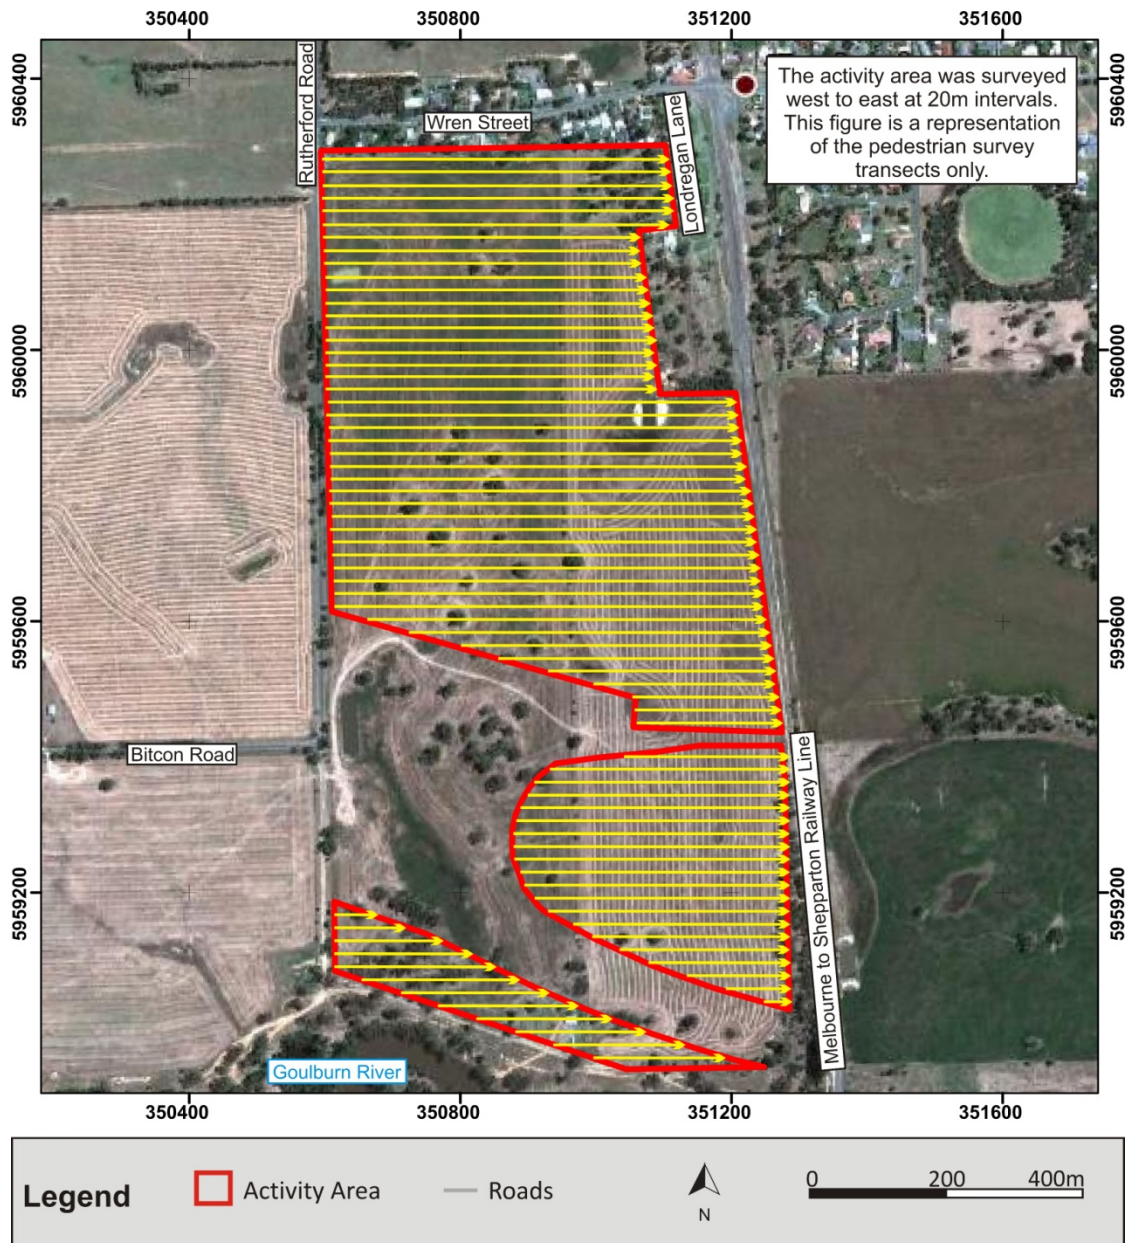 350400 350800 351200 351600
5960400 5960400
The activity area was surveyed
west to east at 20m intervals.
This figure is a representation
of the pedestrian survey
transects only.
Rutherford Road
Wren Street
Londregan Lane
5960000 5960000
5959600 5959600
Bitcon Road
Melbourne to Shepparton Railway Line
5959200 5959200
Goulburn River
350400 350800 351200 351600
Legend
Activity Area
Roads
N
0 200 400m